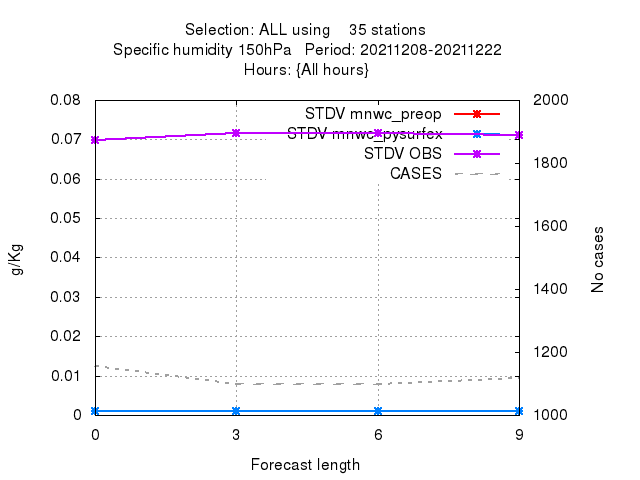 Selection: ALL using 35 stations
Specific humidity 150hPa Period: 20211208-20211222
Hours: {All hours}
STDV mnwc_preop
STDV mnwc_pysurfex
STDV OBS
CASES
0.08
0.07
0.06
0.05
0.04
0.03
0.02
0.01
0
2000
1800
1600
1400
1200
1000
g/Kg
No cases
0 3 6 9
Forecast length